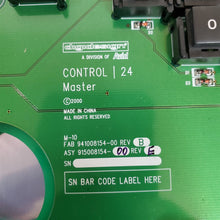 digidesign
A DIVISION OF Avid
CONTROL | 24
Master
©2000
MADE IN CHINA
ALL RIGHTS RESERVED
M-10
FAB 941008154-00 REV B
ASY 915008154-00 REV E
SN
SN BAR CODE LABEL HERE
0